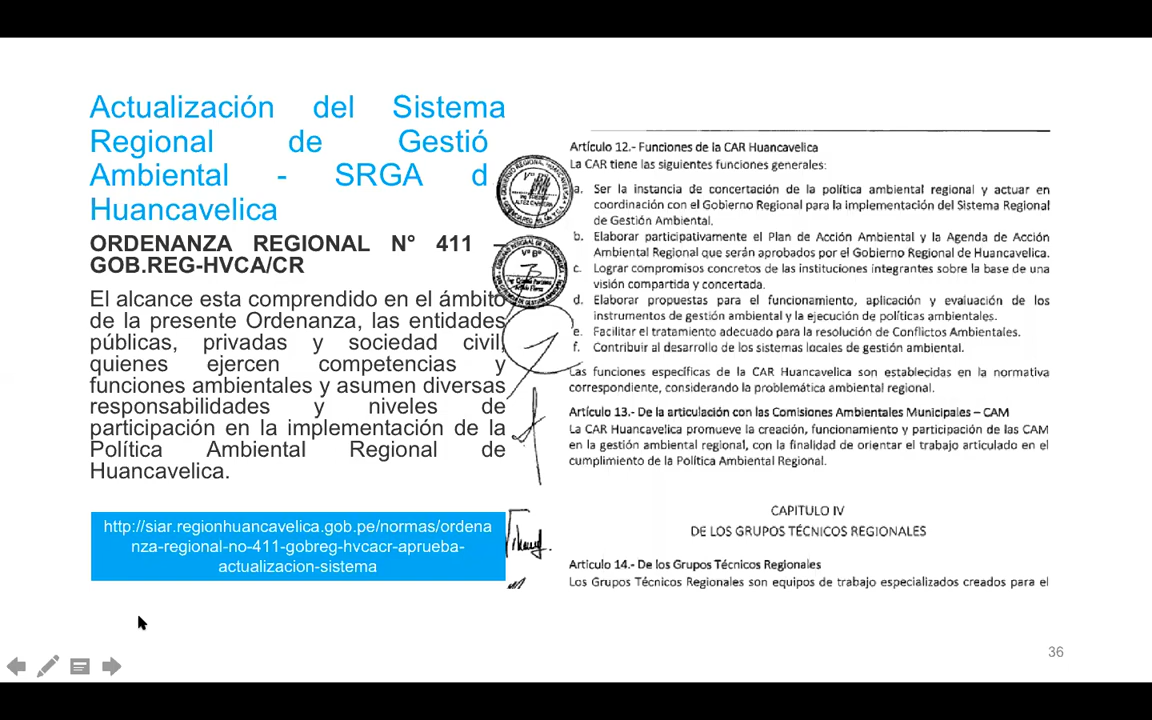 Actualización del Sistema
Regional de Gestió
Ambiental - SRGA d
Huancavelica
ORDENANZA REGIONAL N° 411 –
GOB.REG-HVCA/CR
El alcance esta comprendido en el ámbito
de la presente Ordenanza, las entidades
públicas, privadas y sociedad civil,
quienes ejercen competencias y
funciones ambientales y asumen diversas
responsabilidades y niveles de
participación en la implementación de la
Política Ambiental Regional de
Huancavelica.
http://siar.regionhuancavelica.gob.pe/normas/ordena
nza-regional-no-411-gobreg-hvcacr-aprueba-
actualizacion-sistema
Artículo 12.- Funciones de la CAR Huancavelica
La CAR tiene las siguientes funciones generales:
a. Ser la instancia de concertación de la política ambiental regional y actuar en
coordinación con el Gobierno Regional para la implementación del Sistema Regional
de Gestión Ambiental.
b. Elaborar participativamente el Plan de Acción Ambiental y la Agenda de Acción
Ambiental Regional que serán aprobados por el Gobierno Regional de Huancavelica.
c. Lograr compromisos concretos de las instituciones integrantes sobre la base de una
visión compartida y concertada.
d. Elaborar propuestas para el funcionamiento, aplicación y evaluación de los
instrumentos de gestión ambiental y la ejecución de políticas ambientales.
e. Facilitar el tratamiento adecuado para la resolución de Conflictos Ambientales.
f. Contribuir al desarrollo de los sistemas locales de gestión ambiental.
Las funciones específicas de la CAR Huancavelica son establecidas en la normativa
correspondiente, considerando la problemática ambiental regional.
Artículo 13.- De la articulación con las Comisiones Ambientales Municipales – CAM
La CAR Huancavelica promueve la creación, funcionamiento y participación de las CAM
en la gestión ambiental regional, con la finalidad de orientar el trabajo articulado en el
cumplimiento de la Política Ambiental Regional.
CAPITULO IV
DE LOS GRUPOS TÉCNICOS REGIONALES
Artículo 14.- De los Grupos Técnicos Regionales
Los Grupos Técnicos Regionales son equipos de trabajo especializados creados para el
36